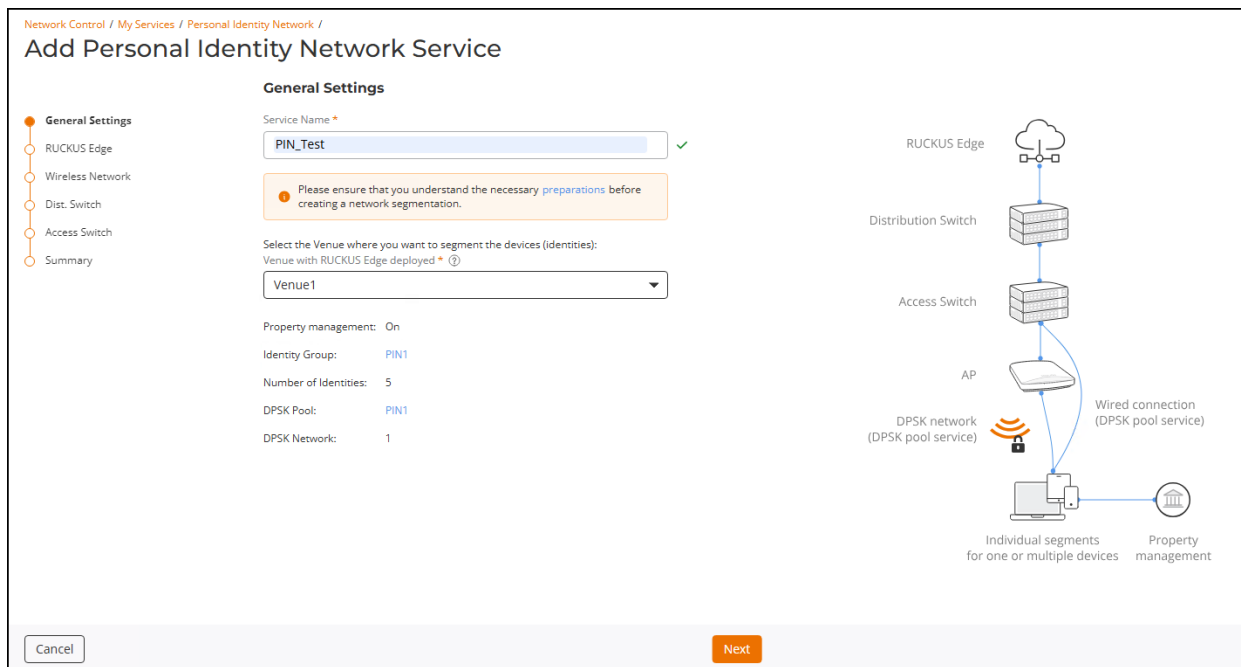 Network Control / My Services / Personal Identity Network /
Add Personal Identity Network Service
General Settings
RUCKUS Edge
Wireless Network
Dist. Switch
Access Switch
Summary
General Settings
Service Name *
PIN_Test
Please ensure that you understand the necessary preparations before
creating a network segmentation.
Select the Venue where you want to segment the devices (identities):
Venue with RUCKUS Edge deployed * ?
Venue1
Property management: On
Identity Group: PIN1
Number of Identities: 5
DPSK Pool: PIN1
DPSK Network: 1
RUCKUS Edge
Distribution Switch
Access Switch
AP
DPSK network
(DPSK pool service)
Wired connection
(DPSK pool service)
Individual segments
for one or multiple devices
Property
management
Cancel
Next